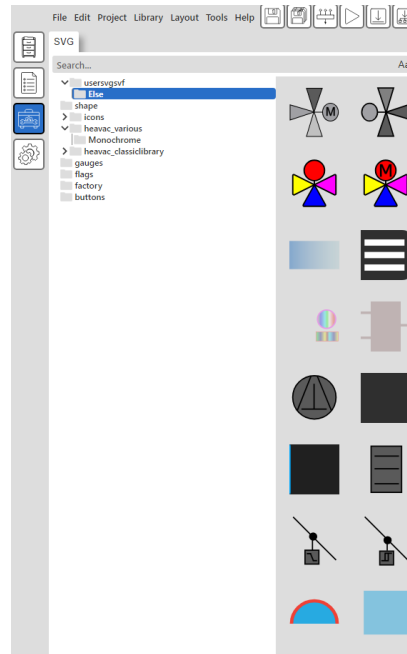 File Edit Project Library Layout Tools Help
SVG
Search...
usersvgsvf
Else
shape
icons
heavac_various
Monochrome
heavac_classiclibrary
gauges
flags
factory
buttons
M
M